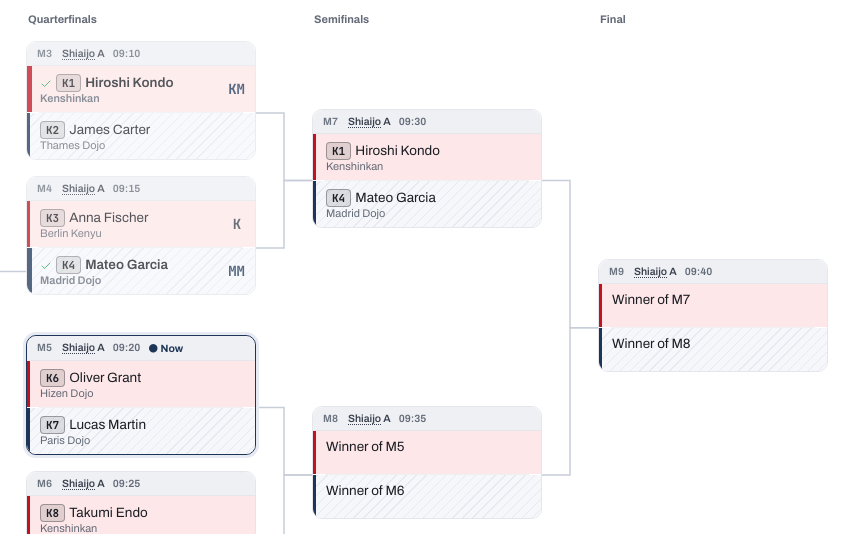 Quarterfinals
Semifinals
Final
M3 Shiaijo A 09:10
K1 Hiroshi Kondo
Kenshinkan
KM
K2 James Carter
Thames Dojo
M4 Shiaijo A 09:15
K3 Anna Fischer
Berlin Kenyu
K
K4 Mateo Garcia
Madrid Dojo
MM
M5 Shiaijo A 09:20 Now
K6 Oliver Grant
Hizen Dojo
K7 Lucas Martin
Paris Dojo
M6 Shiaijo A 09:25
K8 Takumi Endo
Kenshinkan
M7 Shiaijo A 09:30
K1 Hiroshi Kondo
Kenshinkan
K4 Mateo Garcia
Madrid Dojo
M8 Shiaijo A 09:35
Winner of M5
Winner of M6
M9 Shiaijo A 09:40
Winner of M7
Winner of M8